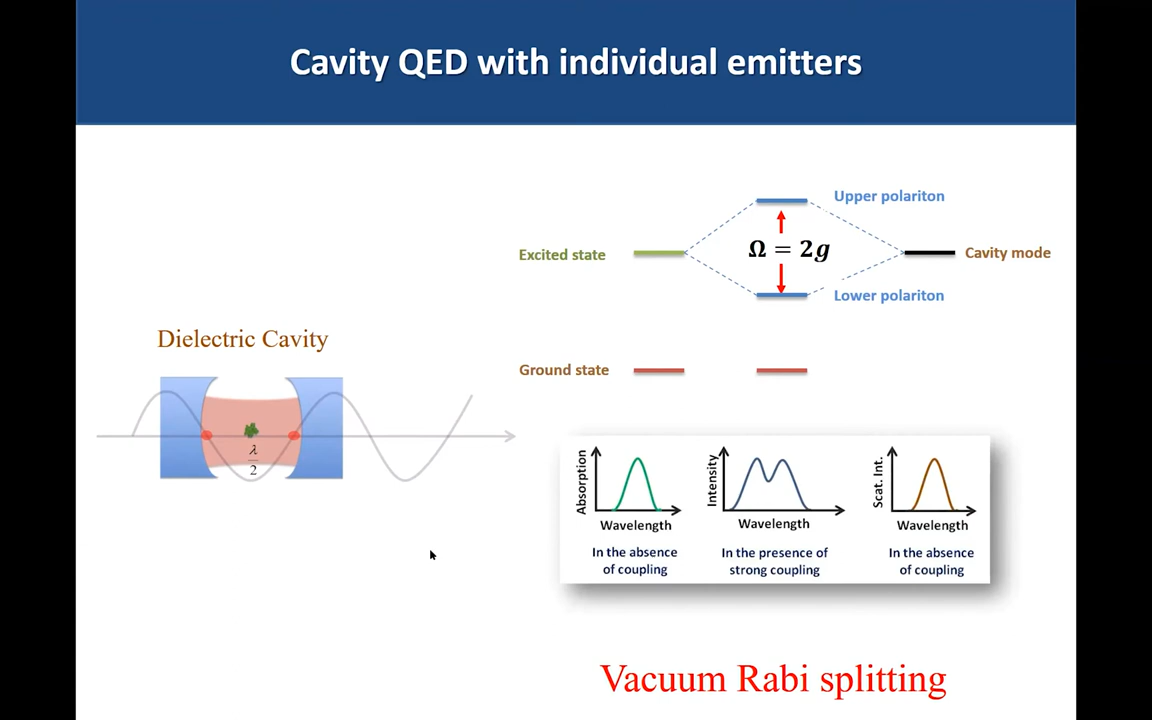 Cavity QED with individual emitters
Upper polariton
Excited state
Ω = 2g
Cavity mode
Lower polariton
Dielectric Cavity
Ground state
λ
2
Absorption
Wavelength
In the absence
of coupling
Intensity
Wavelength
In the presence of
strong coupling
Scat. Int.
Wavelength
In the absence
of coupling
Vacuum Rabi splitting